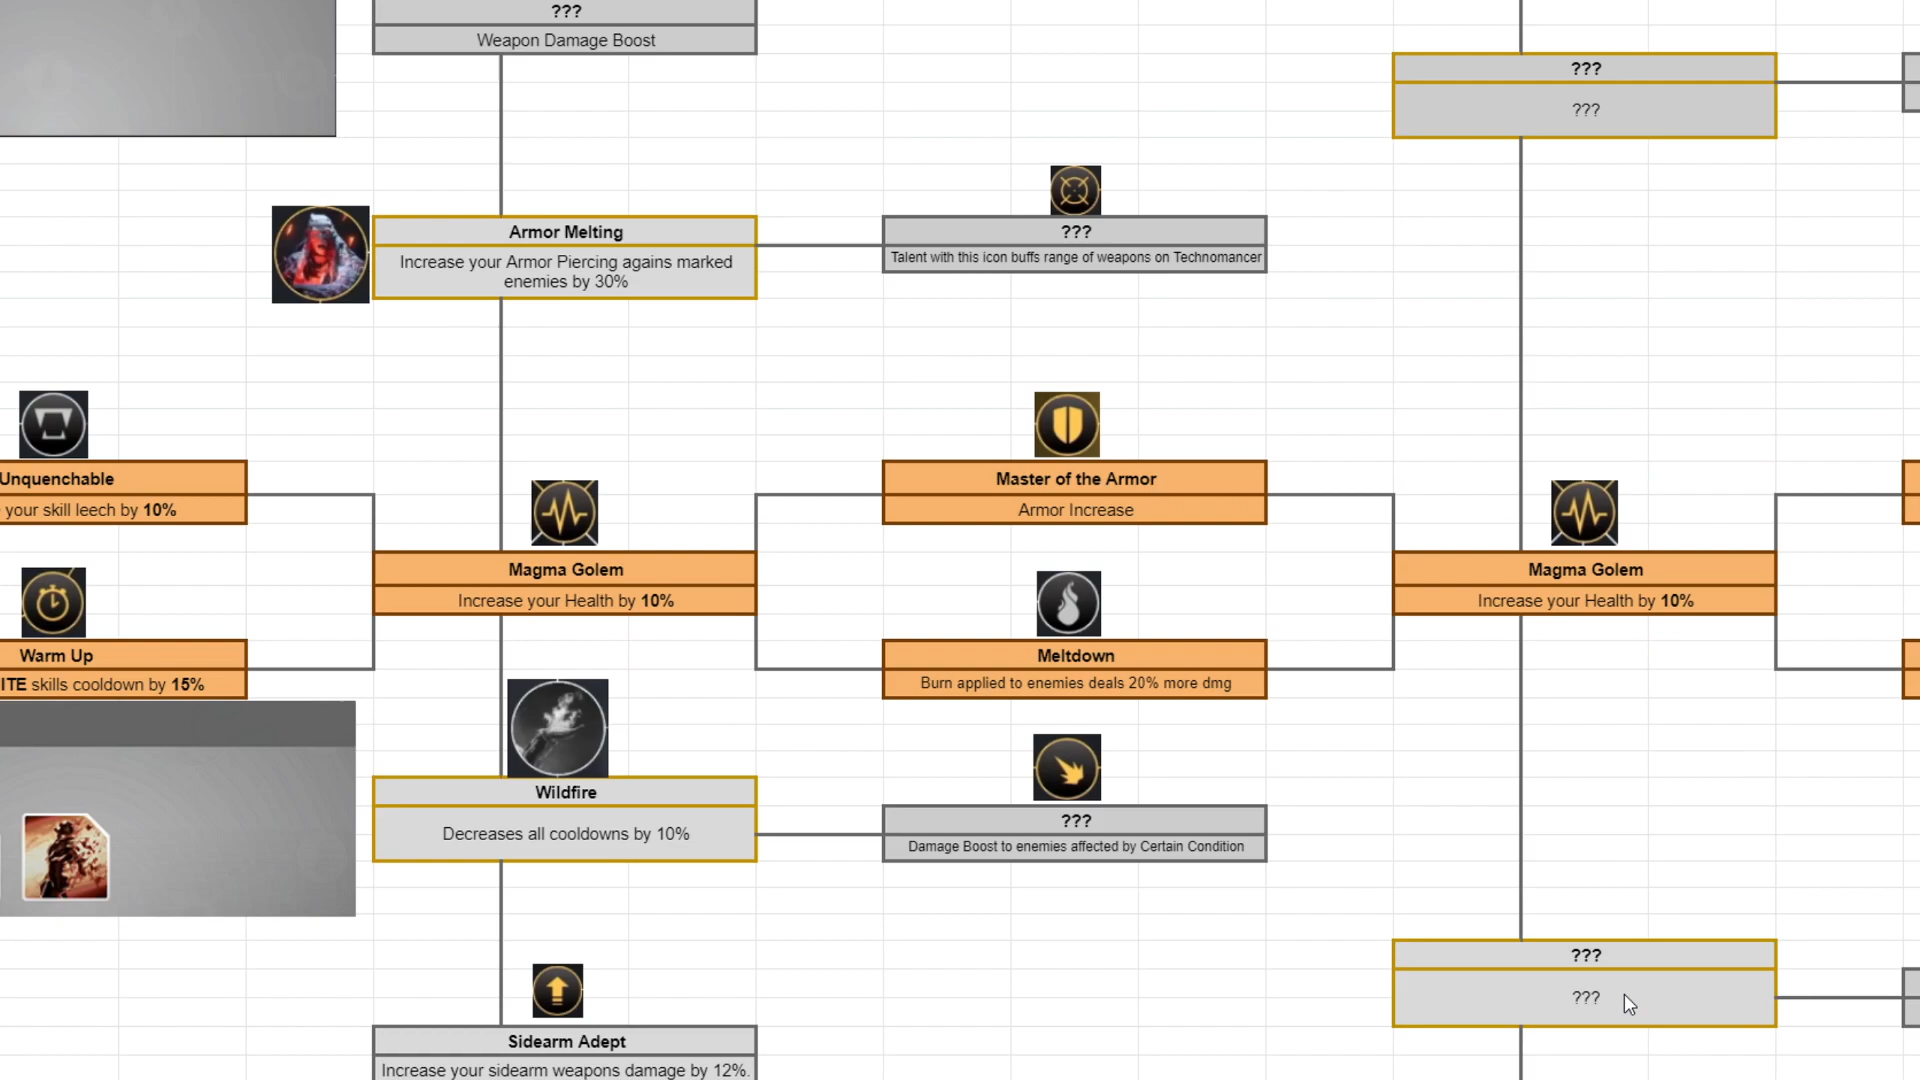 ???
Weapon Damage Boost
???
???
Armor Melting
Increase your Armor Piercing agains marked
enemies by 30%
???
Talent with this icon buffs range of weapons on Technomancer
Unquenchable
your skill leech by 10%
Master of the Armor
Armor Increase
Magma Golem
Increase your Health by 10%
Magma Golem
Increase your Health by 10%
Warm Up
ITE skills cooldown by 15%
Meltdown
Burn applied to enemies deals 20% more dmg
Wildfire
Decreases all cooldowns by 10%
???
Damage Boost to enemies affected by Certain Condition
???
???
Sidearm Adept
Increase your sidearm weapons damage by 12%.